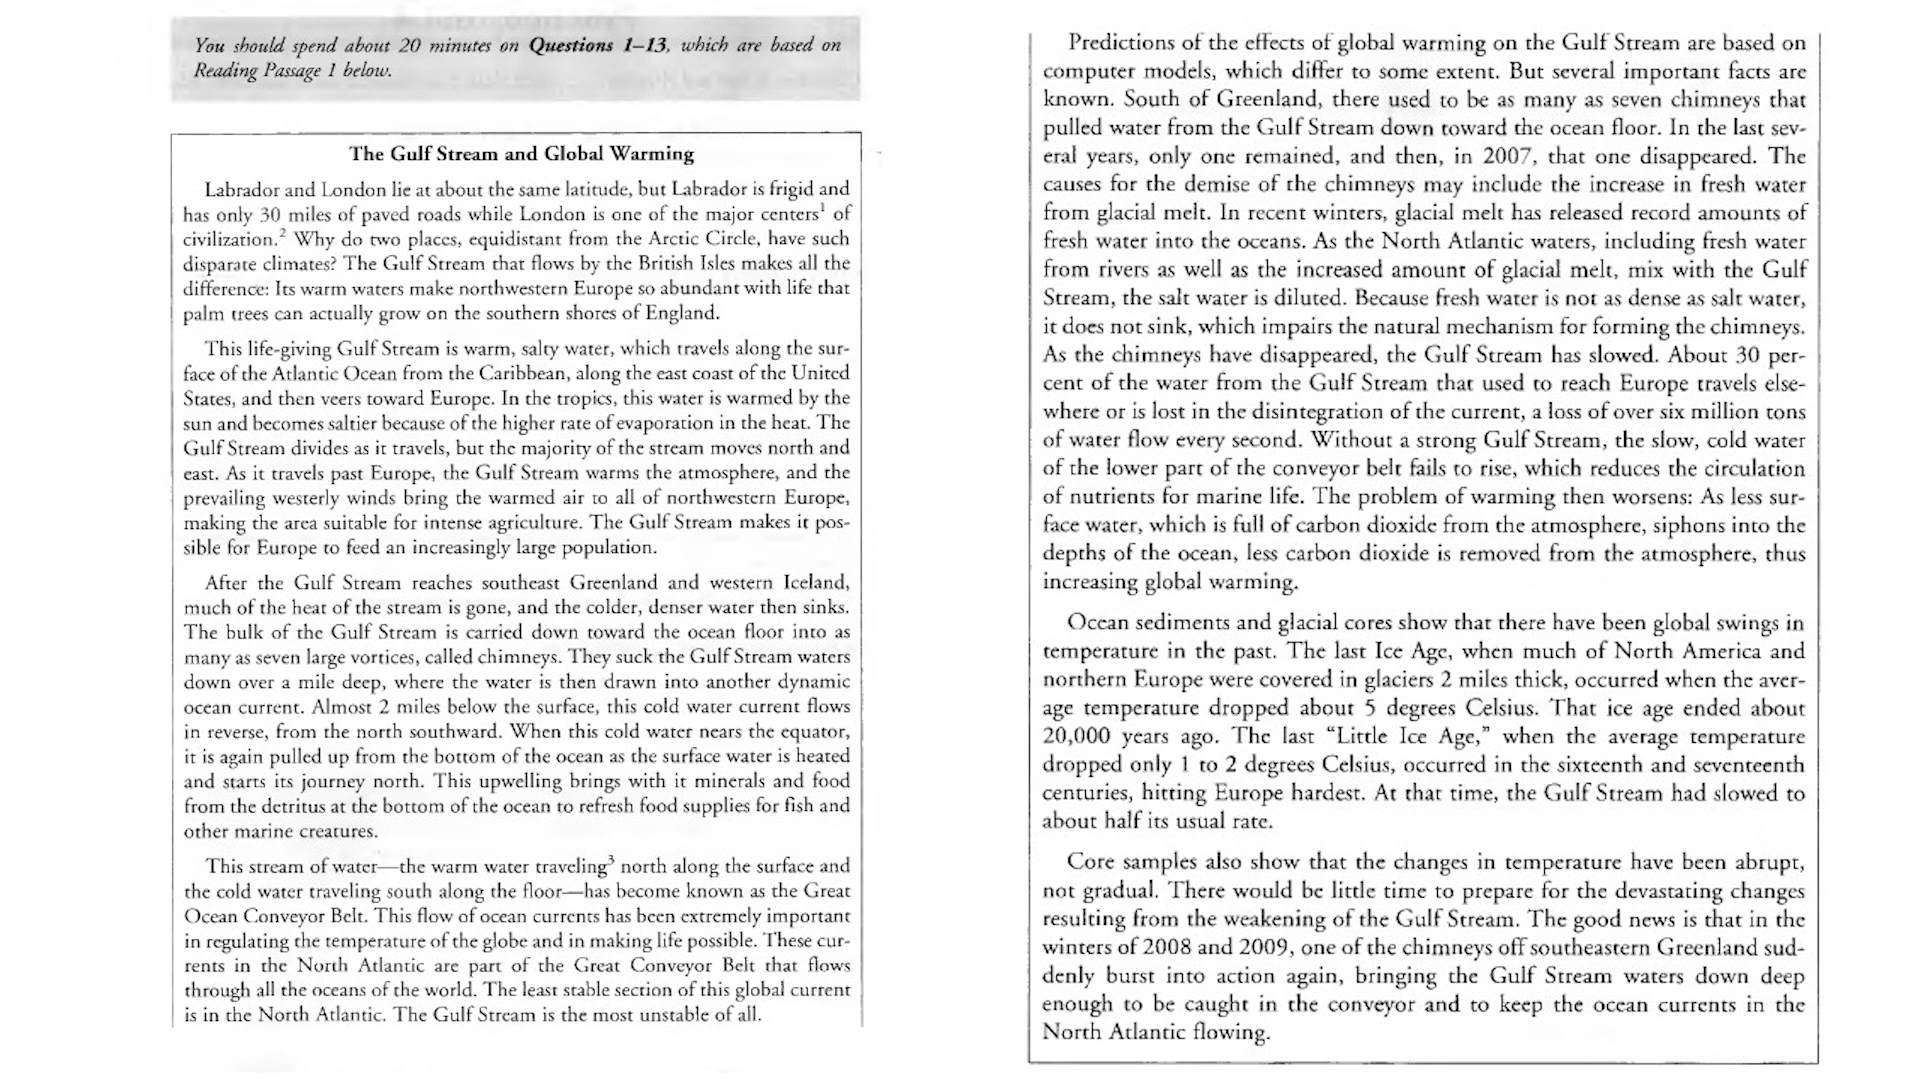 You should spend about 20 minutes on Questions 1–13, which are based on
Reading Passage 1 below.
The Gulf Stream and Global Warming
Labrador and London lie at about the same latitude, but Labrador is frigid and
has only 30 miles of paved roads while London is one of the major centers¹ of
civilization.² Why do two places, equidistant from the Arctic Circle, have such
disparate climates? The Gulf Stream that flows by the British Isles makes all the
difference: Its warm waters make northwestern Europe so abundant with life that
palm trees can actually grow on the southern shores of England.
This life-giving Gulf Stream is warm, salty water, which travels along the sur-
face of the Atlantic Ocean from the Caribbean, along the east coast of the United
States, and then veers toward Europe. In the tropics, this water is warmed by the
sun and becomes saltier because of the higher rate of evaporation in the heat. The
Gulf Stream divides as it travels, but the majority of the stream moves north and
east. As it travels past Europe, the Gulf Stream warms the atmosphere, and the
prevailing westerly winds bring the warmed air to all of northwestern Europe,
making the area suitable for intense agriculture. The Gulf Stream makes it pos-
sible for Europe to feed an increasingly large population.
After the Gulf Stream reaches southeast Greenland and western Iceland,
much of the heat of the stream is gone, and the colder, denser water then sinks.
The bulk of the Gulf Stream is carried down toward the ocean floor into as
many as seven large vortices, called chimneys. They suck the Gulf Stream waters
down over a mile deep, where the water is then drawn into another dynamic
ocean current. Almost 2 miles below the surface, this cold water current flows
in reverse, from the north southward. When this cold water nears the equator,
it is again pulled up from the bottom of the ocean as the surface water is heated
and starts its journey north. This upwelling brings with it minerals and food
from the detritus at the bottom of the ocean to refresh food supplies for fish and
other marine creatures.
This stream of water—the warm water traveling³ north along the surface and
the cold water traveling south along the floor—has become known as the Great
Ocean Conveyor Belt. This flow of ocean currents has been extremely important
in regulating the temperature of the globe and in making life possible. These cur-
rents in the North Atlantic are part of the Great Conveyor Belt that flows
through all the oceans of the world. The least stable section of this global current
is in the North Atlantic. The Gulf Stream is the most unstable of all.
Predictions of the effects of global warming on the Gulf Stream are based on
computer models, which differ to some extent. But several important facts are
known. South of Greenland, there used to be as many as seven chimneys that
pulled water from the Gulf Stream down toward the ocean floor. In the last sev-
eral years, only one remained, and then, in 2007, that one disappeared. The
causes for the demise of the chimneys may include the increase in fresh water
from glacial melt. In recent winters, glacial melt has released record amounts of
fresh water into the oceans. As the North Atlantic waters, including fresh water
from rivers as well as the increased amount of glacial melt, mix with the Gulf
Stream, the salt water is diluted. Because fresh water is not as dense as salt water,
it does not sink, which impairs the natural mechanism for forming the chimneys.
As the chimneys have disappeared, the Gulf Stream has slowed. About 30 per-
cent of the water from the Gulf Stream that used to reach Europe travels else-
where or is lost in the disintegration of the current, a loss of over six million tons
of water flow every second. Without a strong Gulf Stream, the slow, cold water
of the lower part of the conveyor belt fails to rise, which reduces the circulation
of nutrients for marine life. The problem of warming then worsens: As less sur-
face water, which is full of carbon dioxide from the atmosphere, siphons into the
depths of the ocean, less carbon dioxide is removed from the atmosphere, thus
increasing global warming.
Ocean sediments and glacial cores show that there have been global swings in
temperature in the past. The last Ice Age, when much of North America and
northern Europe were covered in glaciers 2 miles thick, occurred when the aver-
age temperature dropped about 5 degrees Celsius. That ice age ended about
20,000 years ago. The last “Little Ice Age,” when the average temperature
dropped only 1 to 2 degrees Celsius, occurred in the sixteenth and seventeenth
centuries, hitting Europe hardest. At that time, the Gulf Stream had slowed to
about half its usual rate.
Core samples also show that the changes in temperature have been abrupt,
not gradual. There would be little time to prepare for the devastating changes
resulting from the weakening of the Gulf Stream. The good news is that in the
winters of 2008 and 2009, one of the chimneys off southeastern Greenland sud-
denly burst into action again, bringing the Gulf Stream waters down deep
enough to be caught in the conveyor and to keep the ocean currents in the
North Atlantic flowing.